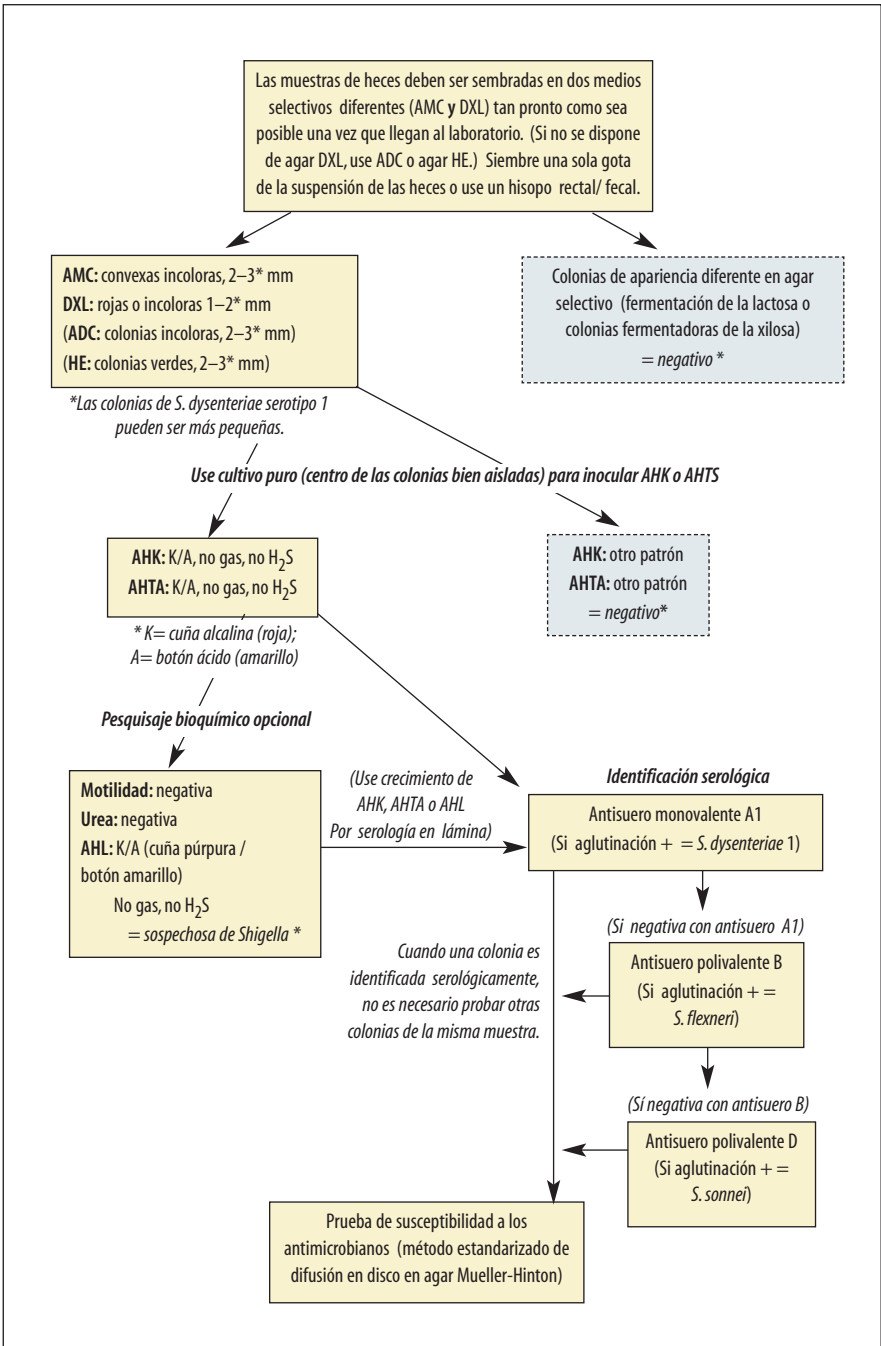 Las muestras de heces deben ser sembradas en dos medios
selectivos diferentes (AMC y DXL) tan pronto como sea
posible una vez que llegan al laboratorio. (Si no se dispone
de agar DXL, use ADC o agar HE.) Siembre una sola gota
de la suspensión de las heces o use un hisopo rectal/ fecal.
AMC: convexas incoloras, 2–3* mm
DXL: rojas o incoloras 1–2* mm
(ADC: colonias incoloras, 2–3* mm)
(HE: colonias verdes, 2–3* mm)
Colonias de apariencia diferente en agar
selectivo (fermentación de la lactosa o
colonias fermentadoras de la xilosa)
= negativo *
*Las colonias de S. dysenteriae serotipo 1
pueden ser más pequeñas.
Use cultivo puro (centro de las colonias bien aisladas) para inocular AHK o AHTS
AHK: K/A, no gas, no H2S
AHTA: K/A, no gas, no H2S
AHK: otro patrón
AHTA: otro patrón
= negativo*
* K= cuña alcalina (roja);
A= botón ácido (amarillo)
Pesquisaje bioquímico opcional
Motilidad: negativa
Urea: negativa
AHL: K/A (cuña púrpura /
botón amarillo)
No gas, no H2S
= sospechosa de Shigella *
(Use crecimiento de
AHK, AHTA o AHL
Por serología en lámina)
Identificación serológica
Antisuero monovalente A1
(Si aglutinación + = S. dysenteriae 1)
(Si negativa con antisuero A1)
Antisuero polivalente B
(Si aglutinación + =
S. flexneri)
Cuando una colonia es
identificada serológicamente,
no es necesario probar otras
colonias de la misma muestra.
(Sí negativa con antisuero B)
Antisuero polivalente D
(Si aglutinación + =
S. sonnei)
Prueba de susceptibilidad a los
antimicrobianos (método estandarizado de
difusión en disco en agar Mueller-Hinton)